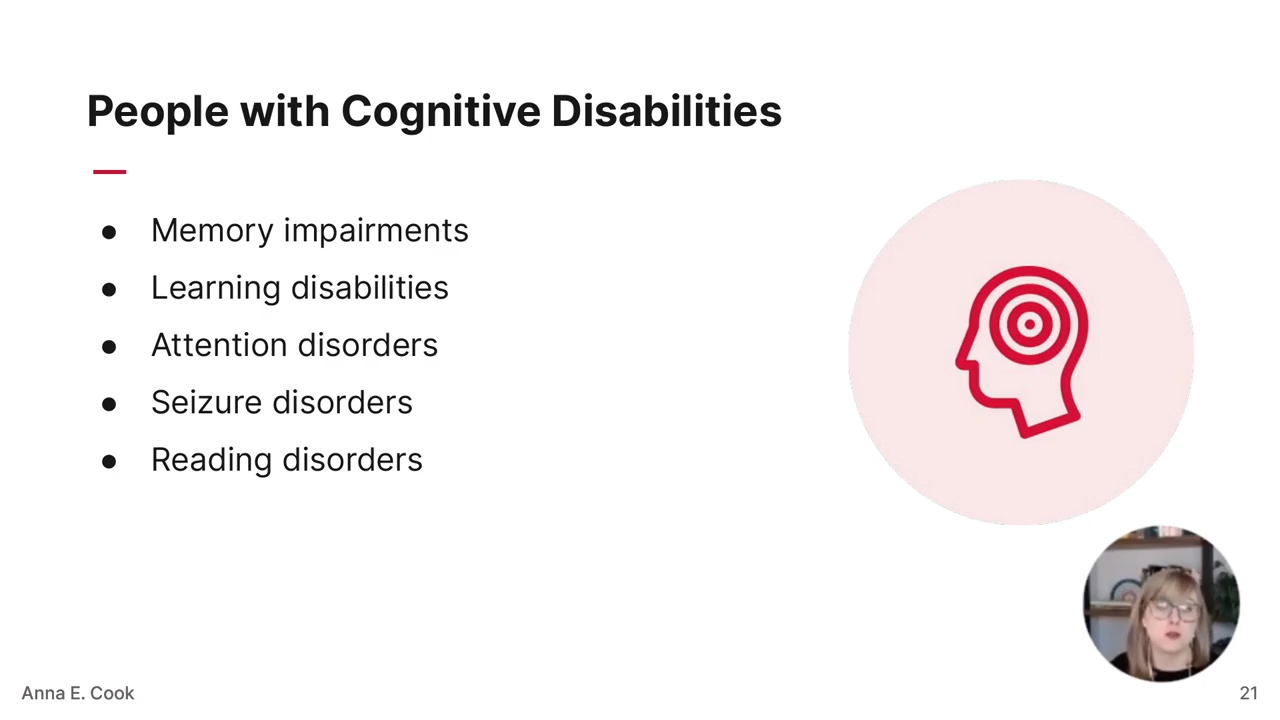 People with Cognitive Disabilities
● Memory impairments
● Learning disabilities
● Attention disorders
● Seizure disorders
● Reading disorders
Anna E. Cook
21